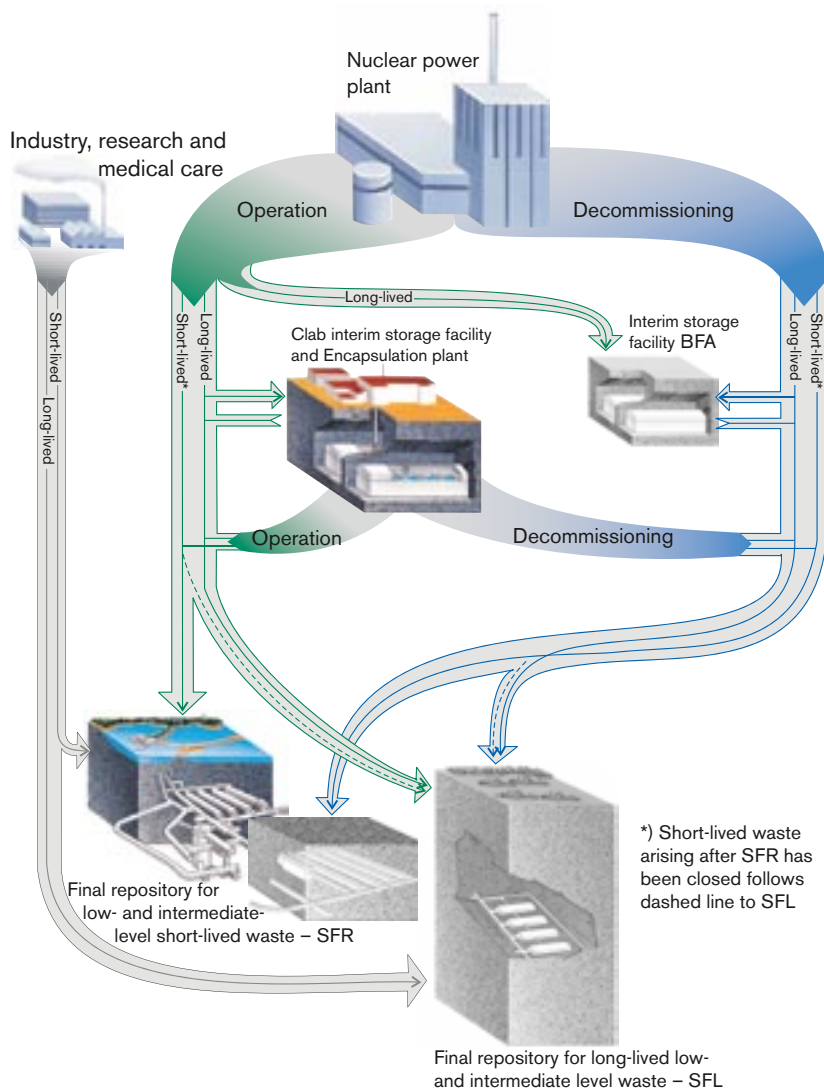 Nuclear power
plant
Industry, research and
medical care
Operation
Decommissioning
Long-lived
Short-lived
Long-lived
Short-lived*
Long-lived
Clab interim storage facility
and Encapsulation plant
Interim storage
facility BFA
Long-lived
Short-lived*
Operation
Decommissioning
*) Short-lived waste
arising after SFR has
been closed follows
dashed line to SFL
Final repository for
low- and intermediate-
level short-lived waste – SFR
Final repository for long-lived low-
and intermediate level waste – SFL